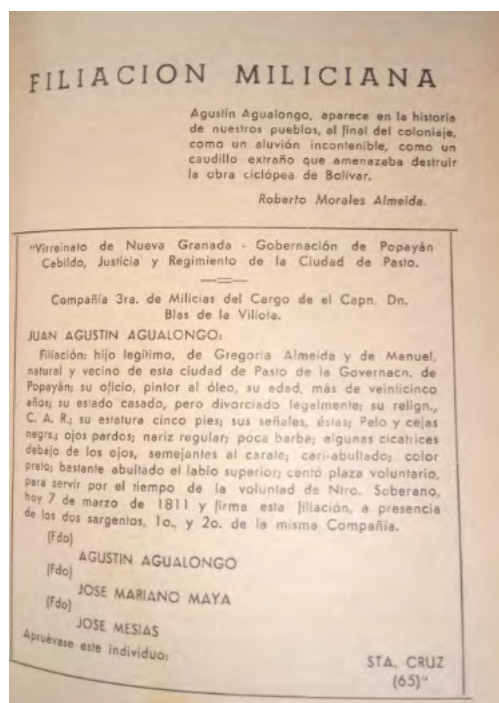 FILIACION MILICIANA
Agustín Agualongo, aparece en la historia
de nuestros pueblos, al final del coloniaje,
como un aluvión incontenible, como un
caudillo extraño que amenazaba destruir
la obra ciclópea de Bolívar.
Roberto Morales Almeida.
"Virreinato de Nueva Granada - Gobernación de Popayán
Cabildo, Justicia y Regimiento de la Ciudad de Pasto.
Compañía 3ra. de Milicias del Cargo de el Capn. Dn.
Blas de la Villota.
JUAN AGUSTIN AGUALONGO:
Filiación: hijo legítimo, de Gregoria Almeida y de Manuel,
natural y vecino de esta ciudad de Pasto de la Governacn. de
Popayán; su oficio, pintor al óleo, su edad, más de veinticinco
años; su estado casado, pero divorciado legalmente; su relign.,
C. A. R.; su estatura cinco pies; sus señales, éstas; Pelo y cejas
negrs.; ojos pardos; nariz regular; poca barba; algunas cicatrices
debajo de los ojos, semejantes al carate; cari-abultado; color
preto; bastante abultado el labio superior; centó plaza voluntario,
para servir por el tiempo de la voluntad de Ntro. Soberano,
hoy 7 de marzo de 1811 y firma esta filiación, a presencia
de los dos sargentos, 1o., y 2o. de la misma Compañía.
(Fdo)
AGUSTIN AGUALONGO
(Fdo)
JOSE MARIANO MAYA
(Fdo)
JOSE MESIAS
Apruévase este individuo:
STA. CRUZ
(65)"